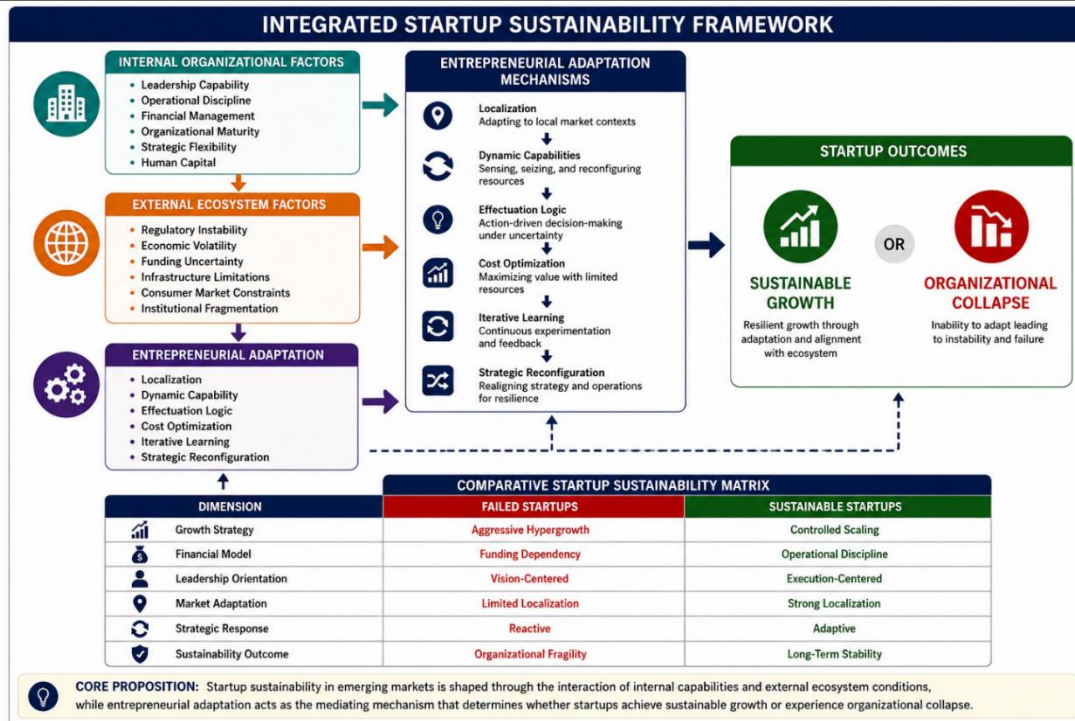 INTEGRATED STARTUP SUSTAINABILITY FRAMEWORK
INTERNAL ORGANIZATIONAL FACTORS
• Leadership Capability
• Operational Discipline
• Financial Management
• Organizational Maturity
• Strategic Flexibility
• Human Capital
EXTERNAL ECOSYSTEM FACTORS
• Regulatory Instability
• Economic Volatility
• Funding Uncertainty
• Infrastructure Limitations
• Consumer Market Constraints
• Institutional Fragmentation
ENTREPRENEURIAL ADAPTATION
• Localization
• Dynamic Capability
• Effectuation Logic
• Cost Optimization
• Iterative Learning
• Strategic Reconfiguration
ENTREPRENEURIAL ADAPTATION
MECHANISMS
Localization
Adapting to local market contexts
Dynamic Capabilities
Sensing, seizing, and reconfiguring
resources
Effectuation Logic
Action-driven decision-making
under uncertainty
Cost Optimization
Maximizing value with limited
resources
Iterative Learning
Continuous experimentation
and feedback
Strategic Reconfiguration
Realigning strategy and operations
for resilience
STARTUP OUTCOMES
SUSTAINABLE
GROWTH
Resilient growth through
adaptation and alignment
with ecosystem
OR
ORGANIZATIONAL
COLLAPSE
Inability to adapt leading
to instability and failure
COMPARATIVE STARTUP SUSTAINABILITY MATRIX
DIMENSION FAILED STARTUPS SUSTAINABLE STARTUPS
Growth Strategy Aggressive Hypergrowth Controlled Scaling
$ Financial Model Funding Dependency Operational Discipline
Leadership Orientation Vision-Centered Execution-Centered
Market Adaptation Limited Localization Strong Localization
Strategic Response Reactive Adaptive
Sustainability Outcome Organizational Fragility Long-Term Stability
CORE PROPOSITION: Startup sustainability in emerging markets is shaped through the interaction of internal capabilities and external ecosystem conditions,
while entrepreneurial adaptation acts as the mediating mechanism that determines whether startups achieve sustainable growth or experience organizational collapse.